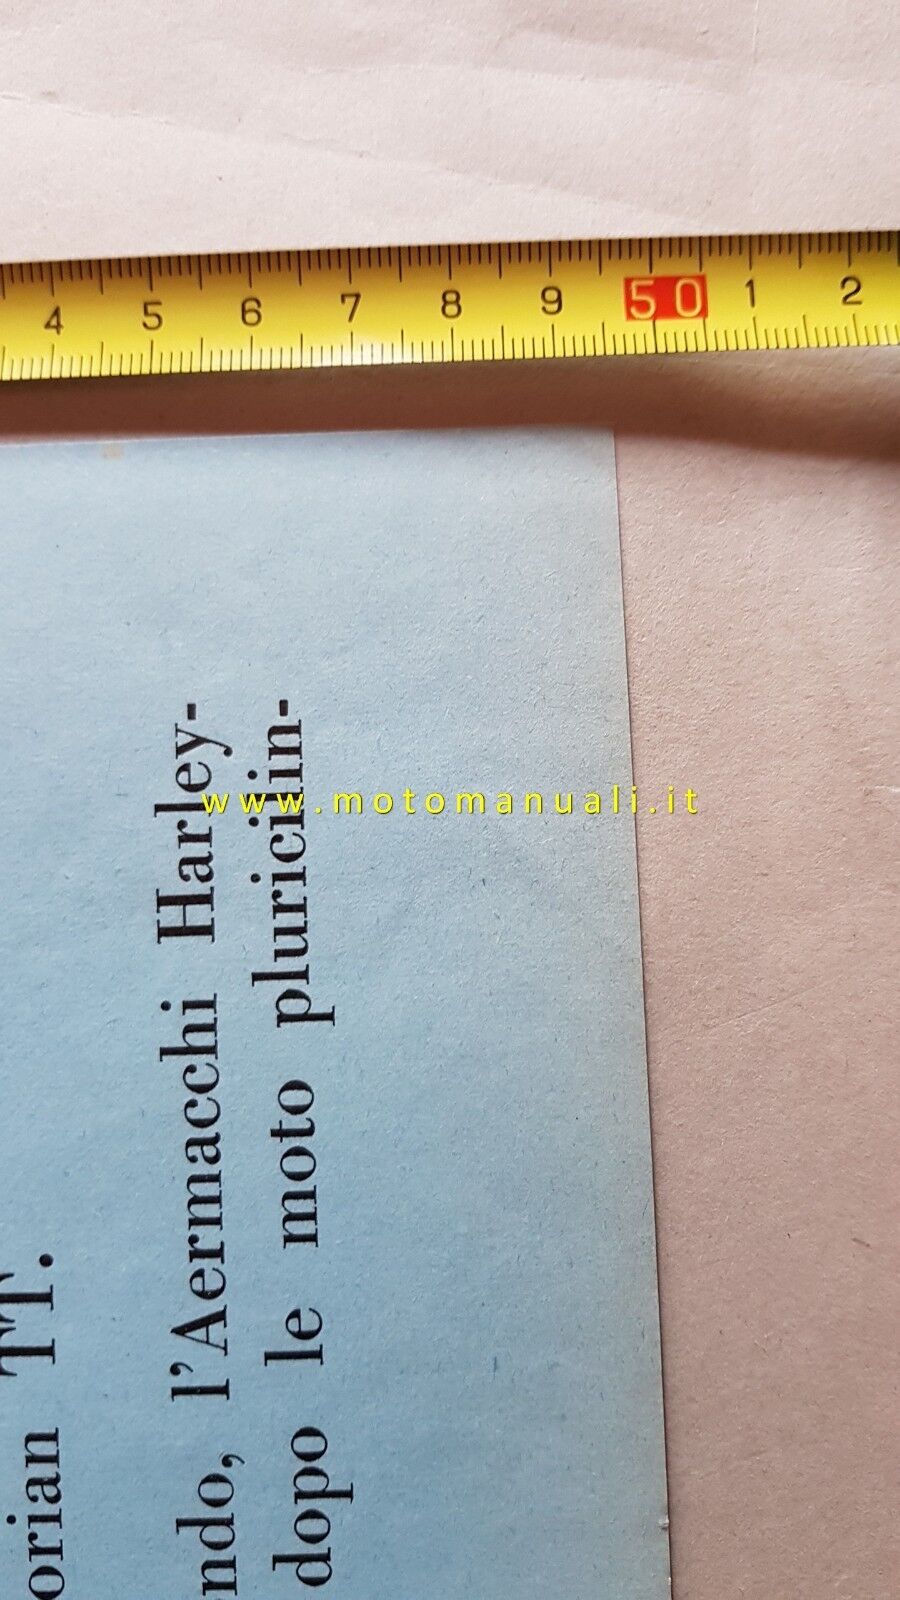 4 5 6 7 8 9 50 1 2
www.motomanuali.it
orian TT.
ndo, l'Aermacchi Harley-
dopo le moto pluricilin-